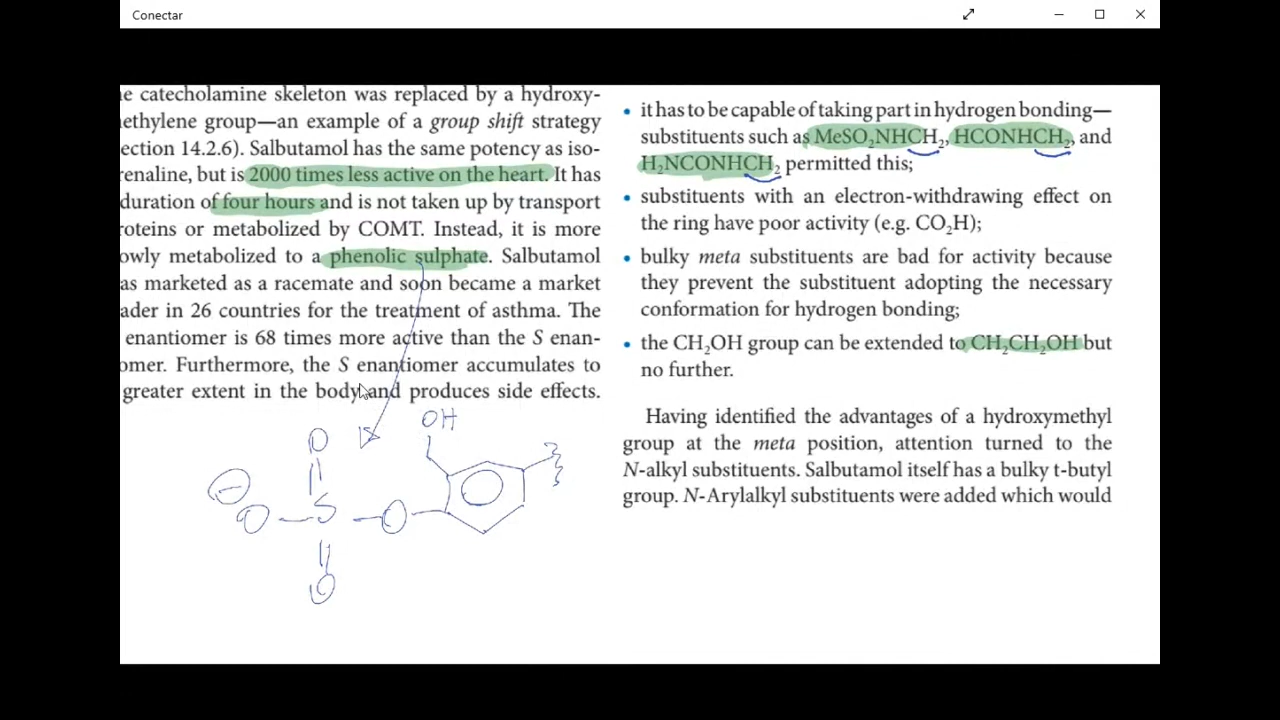 Conectar
e catecholamine skeleton was replaced by a hydroxy-
ethylene group—an example of a group shift strategy
ection 14.2.6). Salbutamol has the same potency as iso-
renaline, but is 2000 times less active on the heart. It has
duration of four hours and is not taken up by transport
roteins or metabolized by COMT. Instead, it is more
owly metabolized to a phenolic sulphate. Salbutamol
as marketed as a racemate and soon became a market
ader in 26 countries for the treatment of asthma. The
enantiomer is 68 times more active than the S enan-
omer. Furthermore, the S enantiomer accumulates to
greater extent in the body and produces side effects.
OH
O
⊖
O — S — O
O
• it has to be capable of taking part in hydrogen bonding—
substituents such as MeSO₂NHCH₂, HCONHCH₂, and
H₂NCONHCH₂ permitted this;
• substituents with an electron-withdrawing effect on
the ring have poor activity (e.g. CO₂H);
• bulky meta substituents are bad for activity because
they prevent the substituent adopting the necessary
conformation for hydrogen bonding;
• the CH₂OH group can be extended to CH₂CH₂OH but
no further.
Having identified the advantages of a hydroxymethyl
group at the meta position, attention turned to the
N-alkyl substituents. Salbutamol itself has a bulky t-butyl
group. N-Arylalkyl substituents were added which would